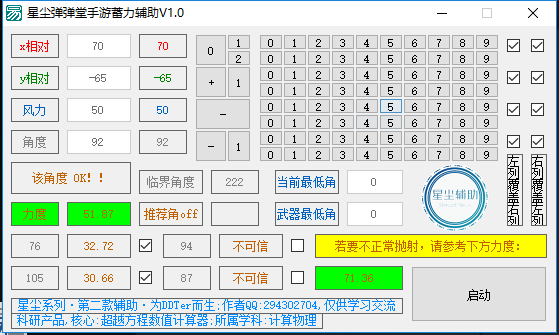 星尘弹弹堂手游蓄力辅助V1.0
x相对 70 70 0 1 0 1 2 3 4 5 6 7 8 9
2 0 1 2 3 4 5 6 7 8 9
y相对 -65 -65 + 1 0 1 2 3 4 5 6 7 8 9
0 1 2 3 4 5 6 7 8 9
风力 50 50 - 0 1 2 3 4 5 6 7 8 9
0 1 2 3 4 5 6 7 8 9
角度 92 92 - 1 0 1 2 3 4 5 6 7 8 9
0 1 2 3 4 5 6 7 8 9
该角度 OK!! 临界角度 222 当前最低角 0 星尘辅助 左列覆盖右列 右列覆盖左列
力度 51.87 推荐角off 武器最低角 0
76 32.72 94 不可信 若要不正常抛射，请参考下方力度:
105 30.66 87 不可信 71.36 启动
星尘系列·第二款辅助·为DDTer而生:作者QQ:294302704,仅供学习交流
科研产品,核心:超越方程数值计算器:所属学科:计算物理